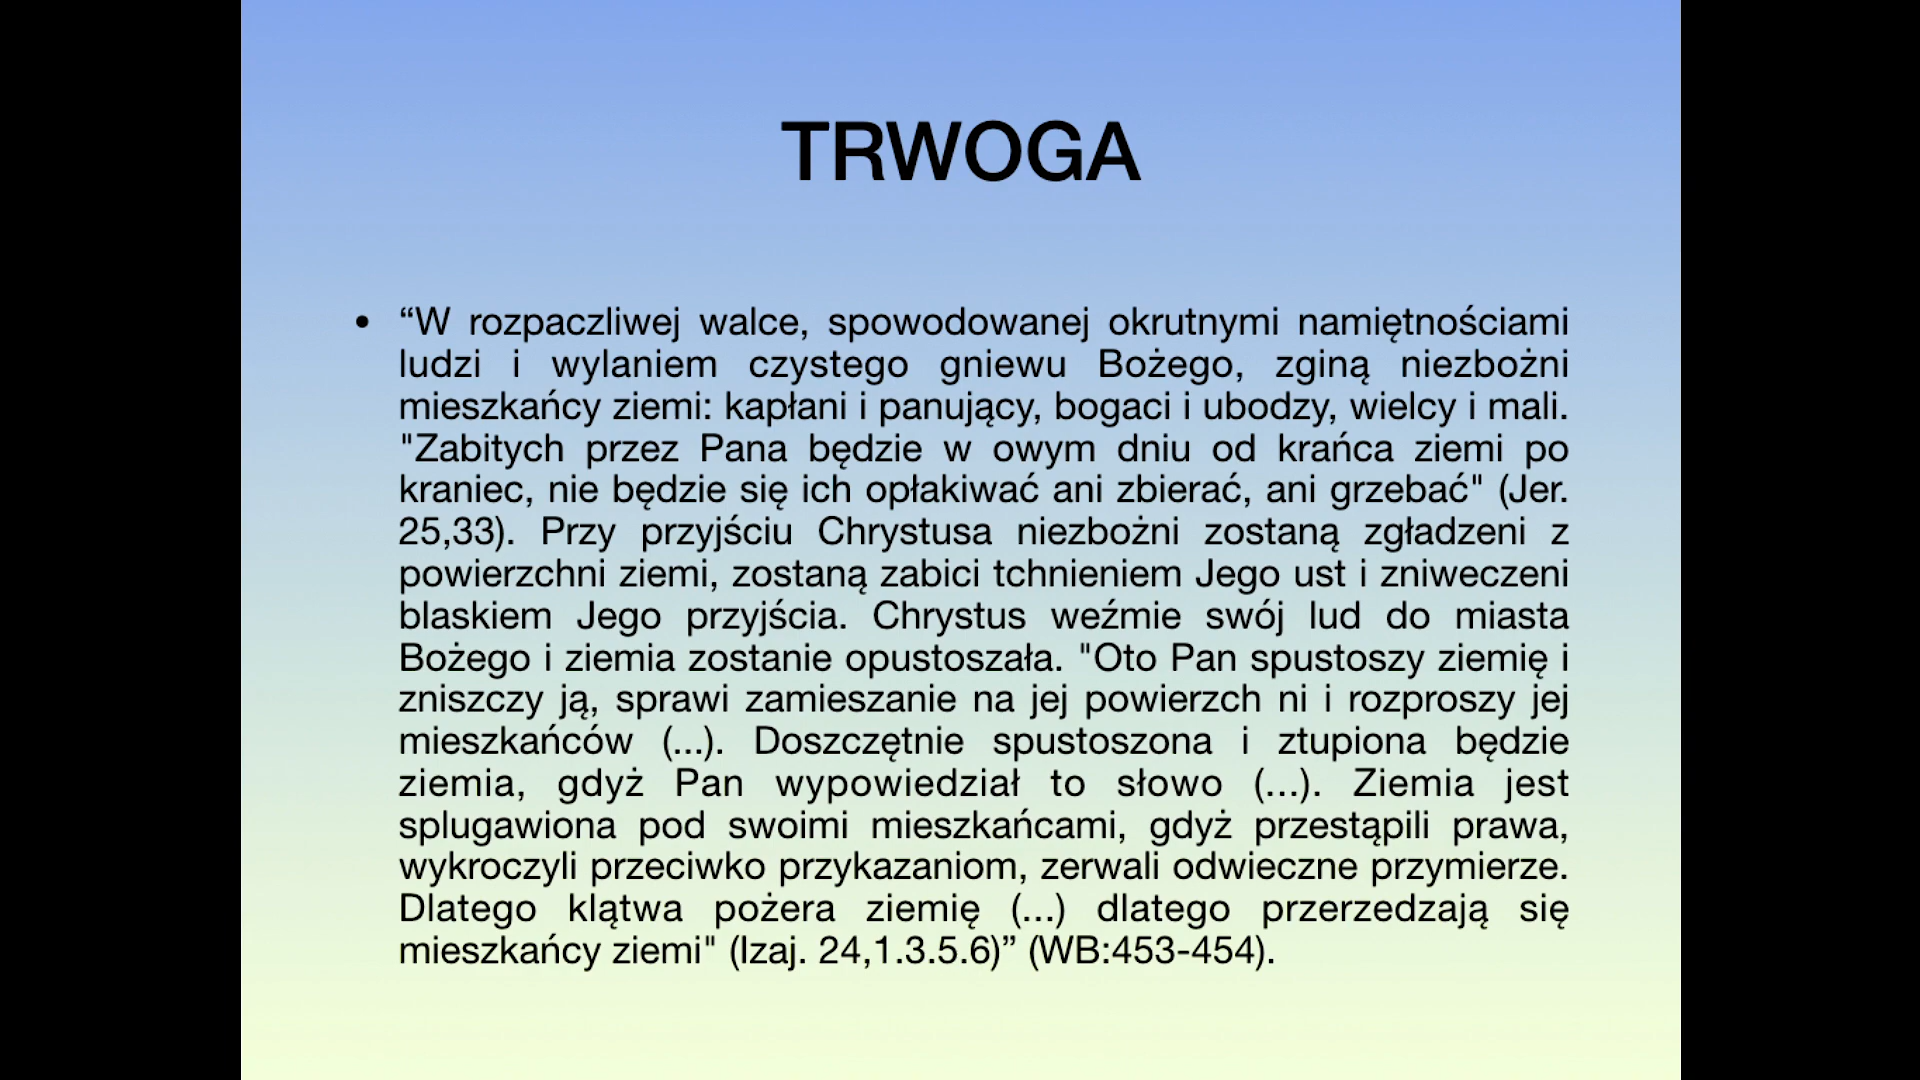 TRWOGA
• “W rozpaczliwej walce, spowodowanej okrutnymi namiętnościami
ludzi i wylaniem czystego gniewu Bożego, zginą niezbożni
mieszkańcy ziemi: kapłani i panujący, bogaci i ubodzy, wielcy i mali.
"Zabitych przez Pana będzie w owym dniu od krańca ziemi po
kraniec, nie będzie się ich opłakiwać ani zbierać, ani grzebać" (Jer.
25,33). Przy przyjściu Chrystusa niezbożni zostaną zgładzeni z
powierzchni ziemi, zostaną zabici tchnieniem Jego ust i zniweczeni
blaskiem Jego przyjścia. Chrystus weźmie swój lud do miasta
Bożego i ziemia zostanie opustoszała. "Oto Pan spustoszy ziemię i
zniszczy ją, sprawi zamieszanie na jej powierzch ni i rozproszy jej
mieszkańców (...). Doszczętnie spustoszona i ztupiona będzie
ziemia, gdyż Pan wypowiedział to słowo (...). Ziemia jest
splugawiona pod swoimi mieszkańcami, gdyż przestąpili prawa,
wykroczyli przeciwko przykazaniom, zerwali odwieczne przymierze.
Dlatego klątwa pożera ziemię (...) dlatego przerzedzają się
mieszkańcy ziemi" (Izaj. 24,1.3.5.6)” (WB:453-454).